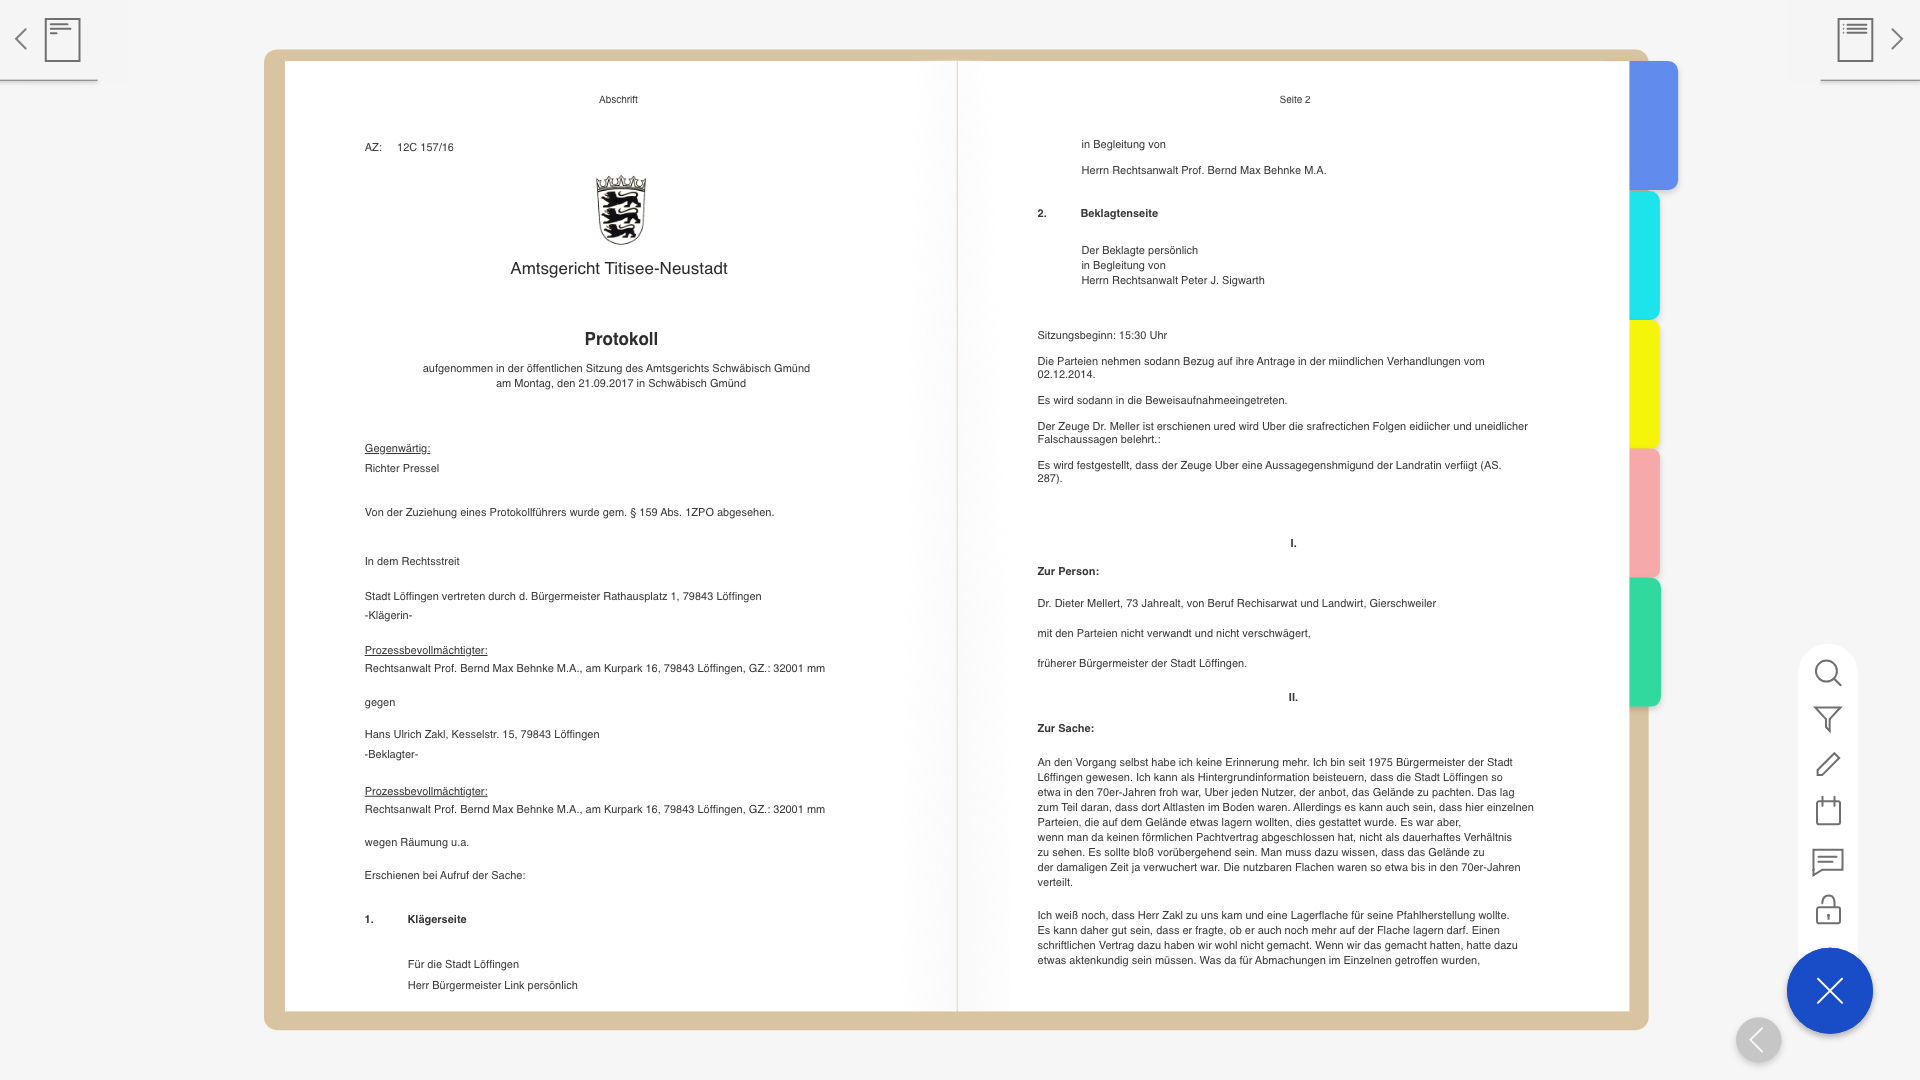 Abschrift
AZ: 12C 157/16
Amtsgericht Titisee-Neustadt
Protokoll
aufgenommen in der öffentlichen Sitzung des Amtsgerichts Schwäbisch Gmünd
am Montag, den 21.09.2017 in Schwäbisch Gmünd
Gegenwärtig:
Richter Pressel
Von der Zuziehung eines Protokollführers wurde gem. § 159 Abs. 1ZPO abgesehen.
In dem Rechtsstreit
Stadt Löffingen vertreten durch d. Bürgermeister Rathausplatz 1, 79843 Löffingen
-Klägerin-
Prozessbevollmächtigter:
Rechtsanwalt Prof. Bernd Max Behnke M.A., am Kurpark 16, 79843 Löffingen, GZ.: 32001 mm
gegen
Hans Ulrich Zakl, Kesselstr. 15, 79843 Löffingen
-Beklagter-
Prozessbevollmächtigter:
Rechtsanwalt Prof. Bernd Max Behnke M.A., am Kurpark 16, 79843 Löffingen, GZ.: 32001 mm
wegen Räumung u.a.
Erschienen bei Aufruf der Sache:
1. Klägerseite
Für die Stadt Löffingen
Herr Bürgermeister Link persönlich
Seite 2
in Begleitung von
Herrn Rechtsanwalt Prof. Bernd Max Behnke M.A.
2. Beklagtenseite
Der Beklagte persönlich
in Begleitung von
Herrn Rechtsanwalt Peter J. Sigwarth
Sitzungsbeginn: 15:30 Uhr
Die Parteien nehmen sodann Bezug auf ihre Antrage in der miindlichen Verhandlungen vom
02.12.2014.
Es wird sodann in die Beweisaufnahmeeingetreten.
Der Zeuge Dr. Meller ist erschienen ured wird Uber die srafrectichen Folgen eidiicher und uneidlicher
Falschaussagen belehrt.:
Es wird festgestellt, dass der Zeuge Uber eine Aussagegenshmigund der Landratin verfiigt (AS.
287).
I.
Zur Person:
Dr. Dieter Mellert, 73 Jahrealt, von Beruf Rechisarwat und Landwirt, Gierschweiler
mit den Parteien nicht verwandt und nicht verschwägert,
früherer Bürgermeister der Stadt Löffingen.
II.
Zur Sache:
An den Vorgang selbst habe ich keine Erinnerung mehr. Ich bin seit 1975 Bürgermeister der Stadt
L6ffingen gewesen. Ich kann als Hintergrundinformation beisteuern, dass die Stadt Löffingen so
etwa in den 70er-Jahren froh war, Uber jeden Nutzer, der anbot, das Gelände zu pachten. Das lag
zum Teil daran, dass dort Altlasten im Boden waren. Allerdings es kann auch sein, dass hier einzelnen
Parteien, die auf dem Gelände etwas lagern wollten, dies gestattet wurde. Es war aber,
wenn man da keinen förmlichen Pachtvertrag abgeschlossen hat, nicht als dauerhaftes Verhältnis
zu sehen. Es sollte bloß vorübergehend sein. Man muss dazu wissen, dass das Gelände zu
der damaligen Zeit ja verwuchert war. Die nutzbaren Flachen waren so etwa bis in den 70er-Jahren
verteilt.
Ich weiß noch, dass Herr Zakl zu uns kam und eine Lagerflache für seine Pfahlherstellung wollte.
Es kann daher gut sein, dass er fragte, ob er auch noch mehr auf der Flache lagern darf. Einen
schriftlichen Vertrag dazu haben wir wohl nicht gemacht. Wenn wir das gemacht hatten, hatte dazu
etwas aktenkundig sein müssen. Was da für Abmachungen im Einzelnen getroffen wurden,